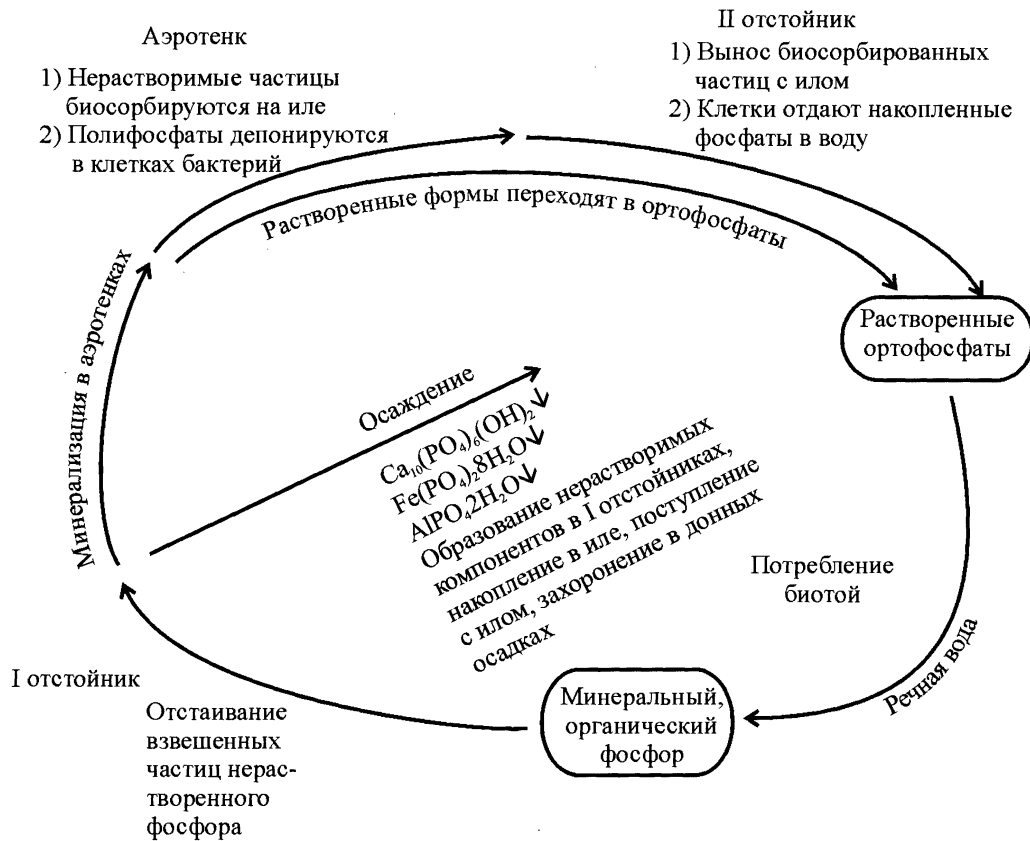 Аэротенк
1) Нерастворимые частицы
биосорбируются на иле
2) Полифосфаты депонируются
в клетках бактерий
II отстойник
1) Вынос биосорбированных
частиц с илом
2) Клетки отдают накопленные
фосфаты в воду
Растворенные формы переходят в ортофосфаты
Минерализация в аэротенках
Растворенные
ортофосфаты
Осаждение
Ca₁₀(PO₄)₆(OH)₂↓
Fe(PO₄)₂8H₂O↓
AlPO₄2H₂O↓
Образование нерастворимых
компонентов в I отстойниках,
накопление в иле, поступление
с илом, захоронение в донных
осадках
Потребление
биотой
Речная вода
Минеральный,
органический
фосфор
I отстойник
Отстаивание
взвешенных
частиц нерас-
творенного
фосфора